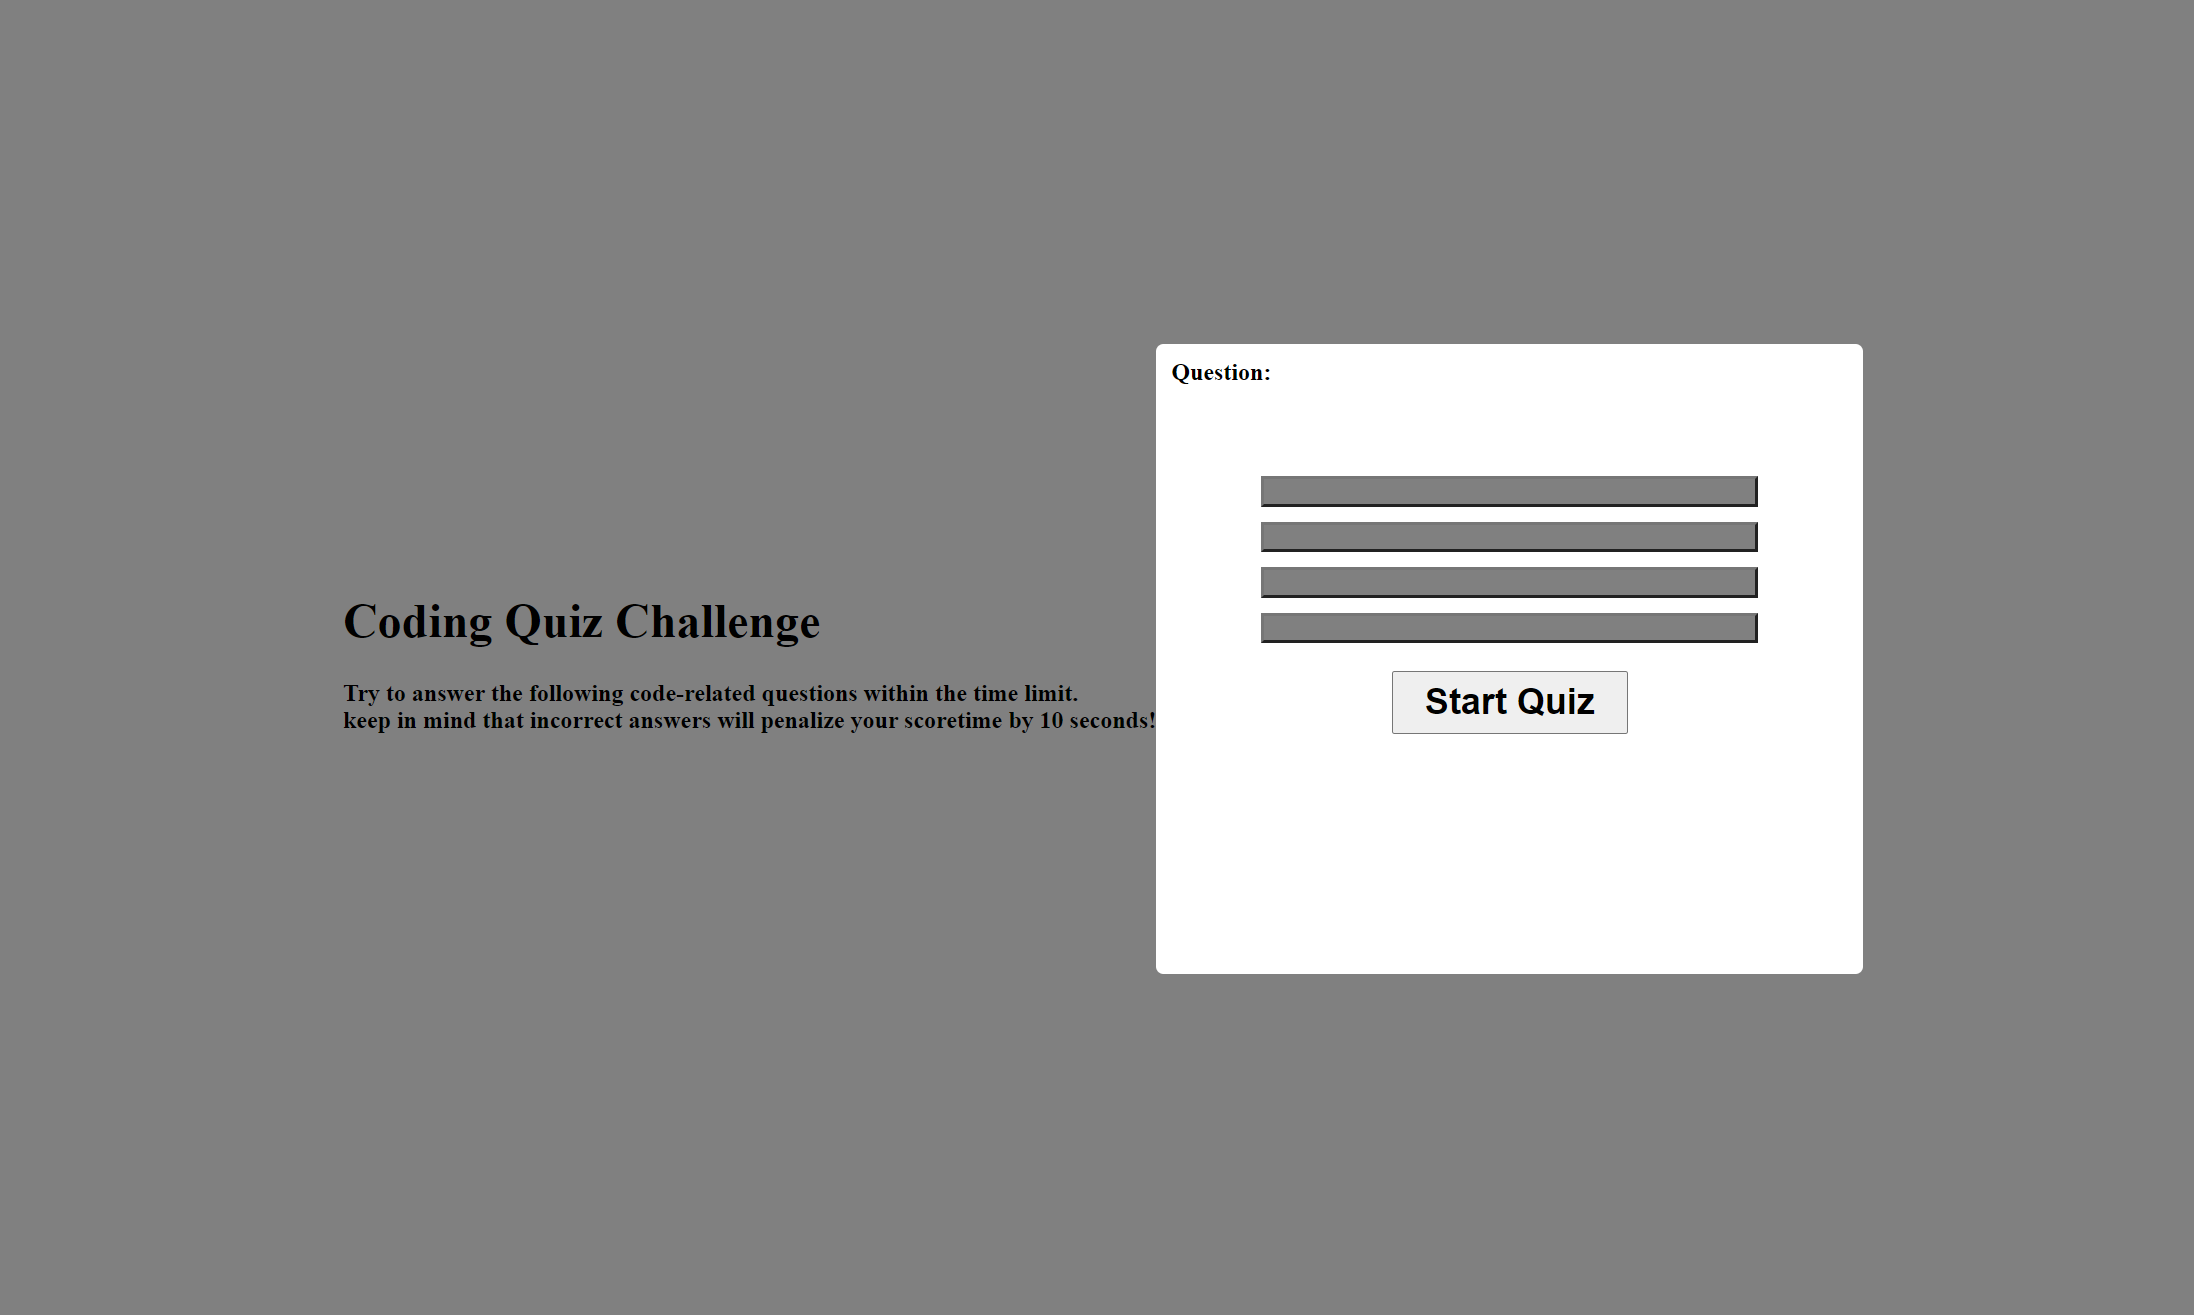 Coding Quiz Challenge
Try to answer the following code-related questions within the time limit.
keep in mind that incorrect answers will penalize your scoretime by 10 seconds!
Question:
Start Quiz